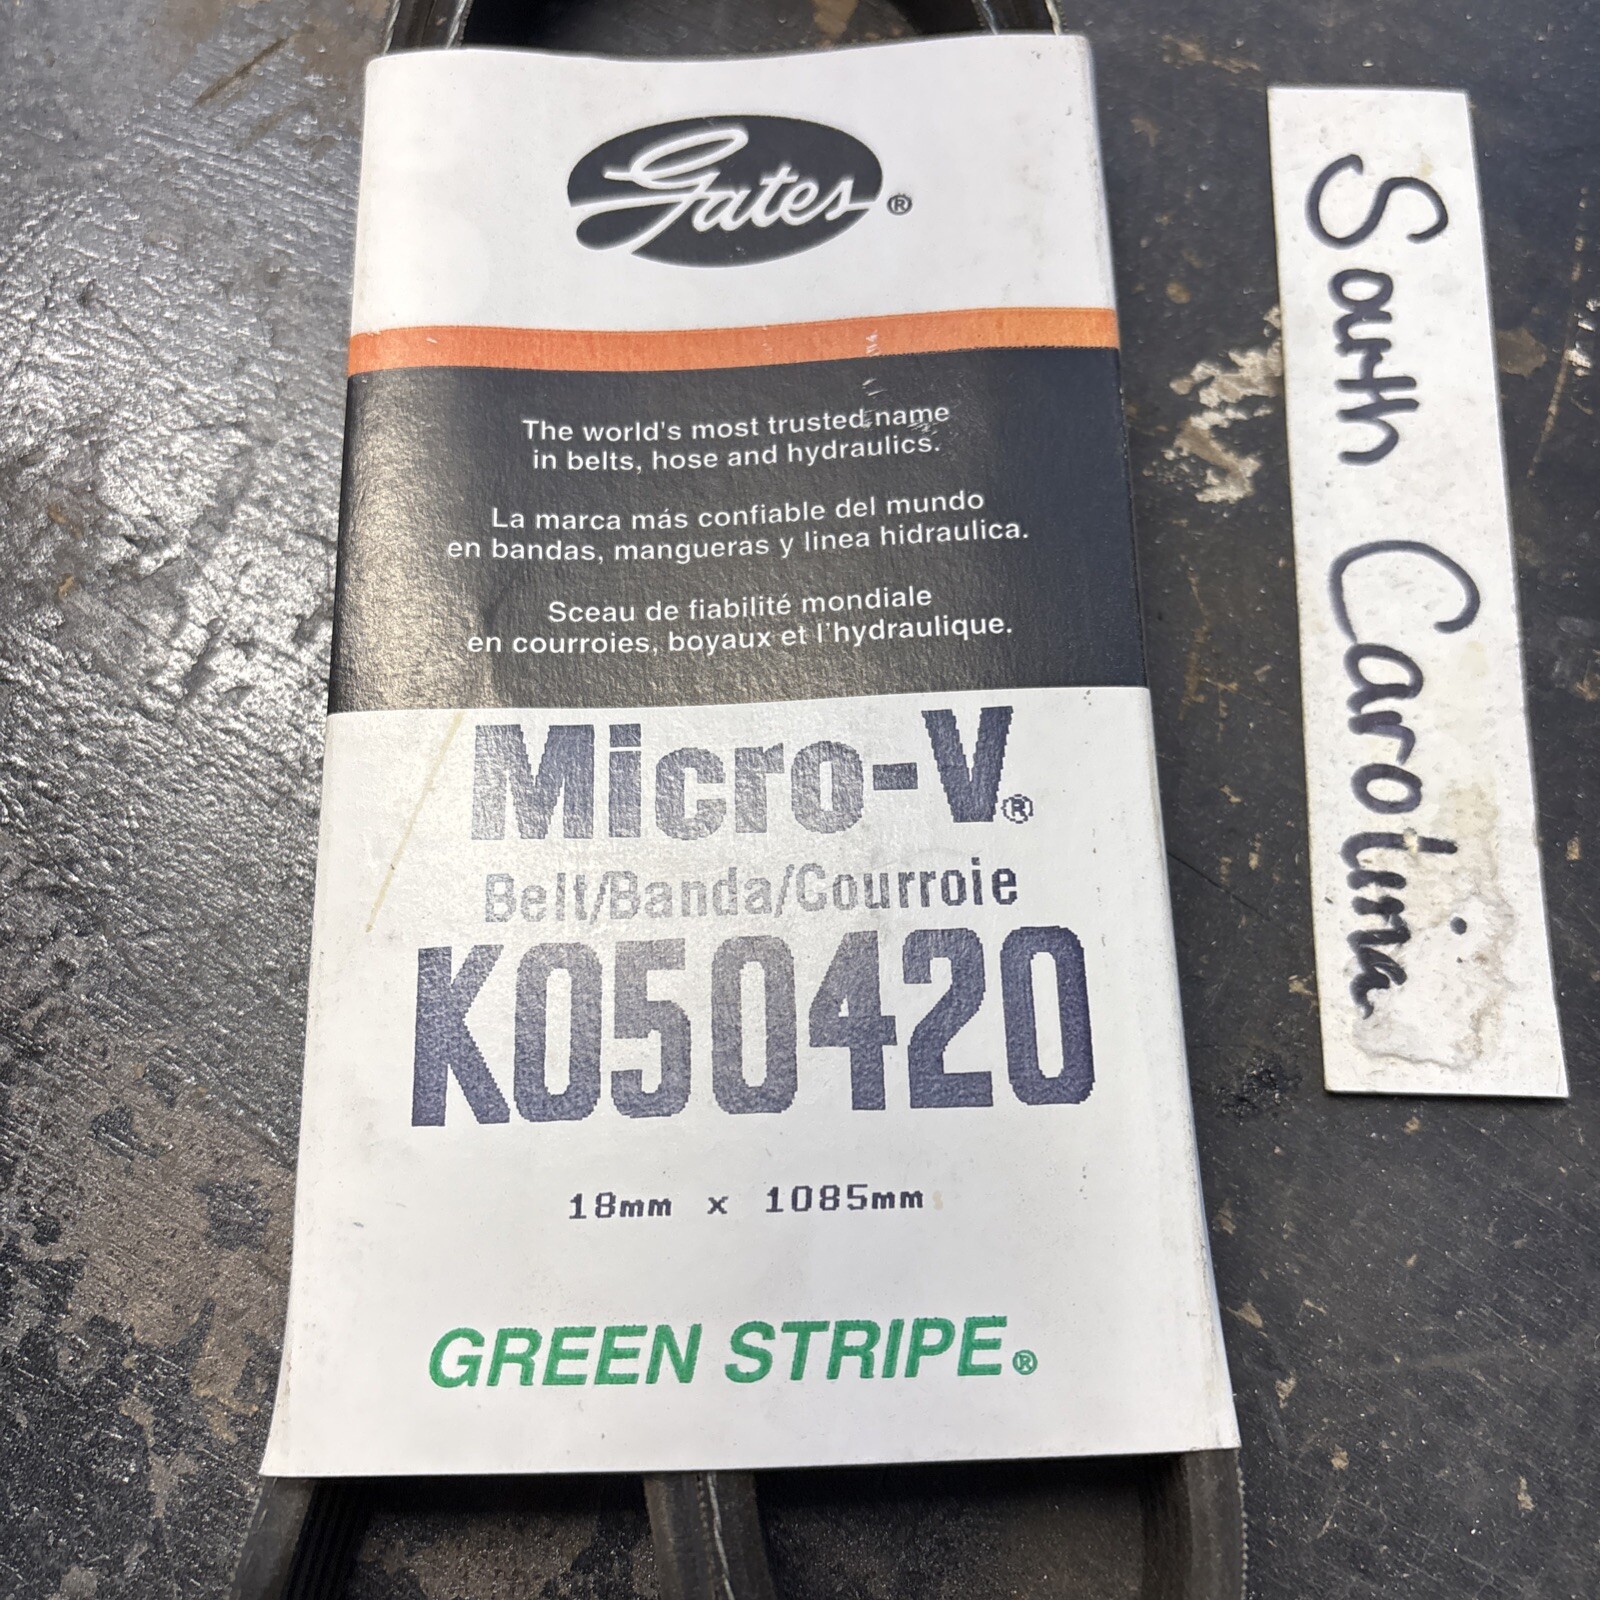 Gates®
The world's most trusted name
in belts, hose and hydraulics.
La marca más confiable del mundo
en bandas, mangueras y linea hidraulica.
Sceau de fiabilité mondiale
en courroies, boyaux et l'hydraulique.
Micro-V®
Belt/Banda/Courroie
K050420
18mm x 1085mm
GREEN STRIPE®
South Carolina